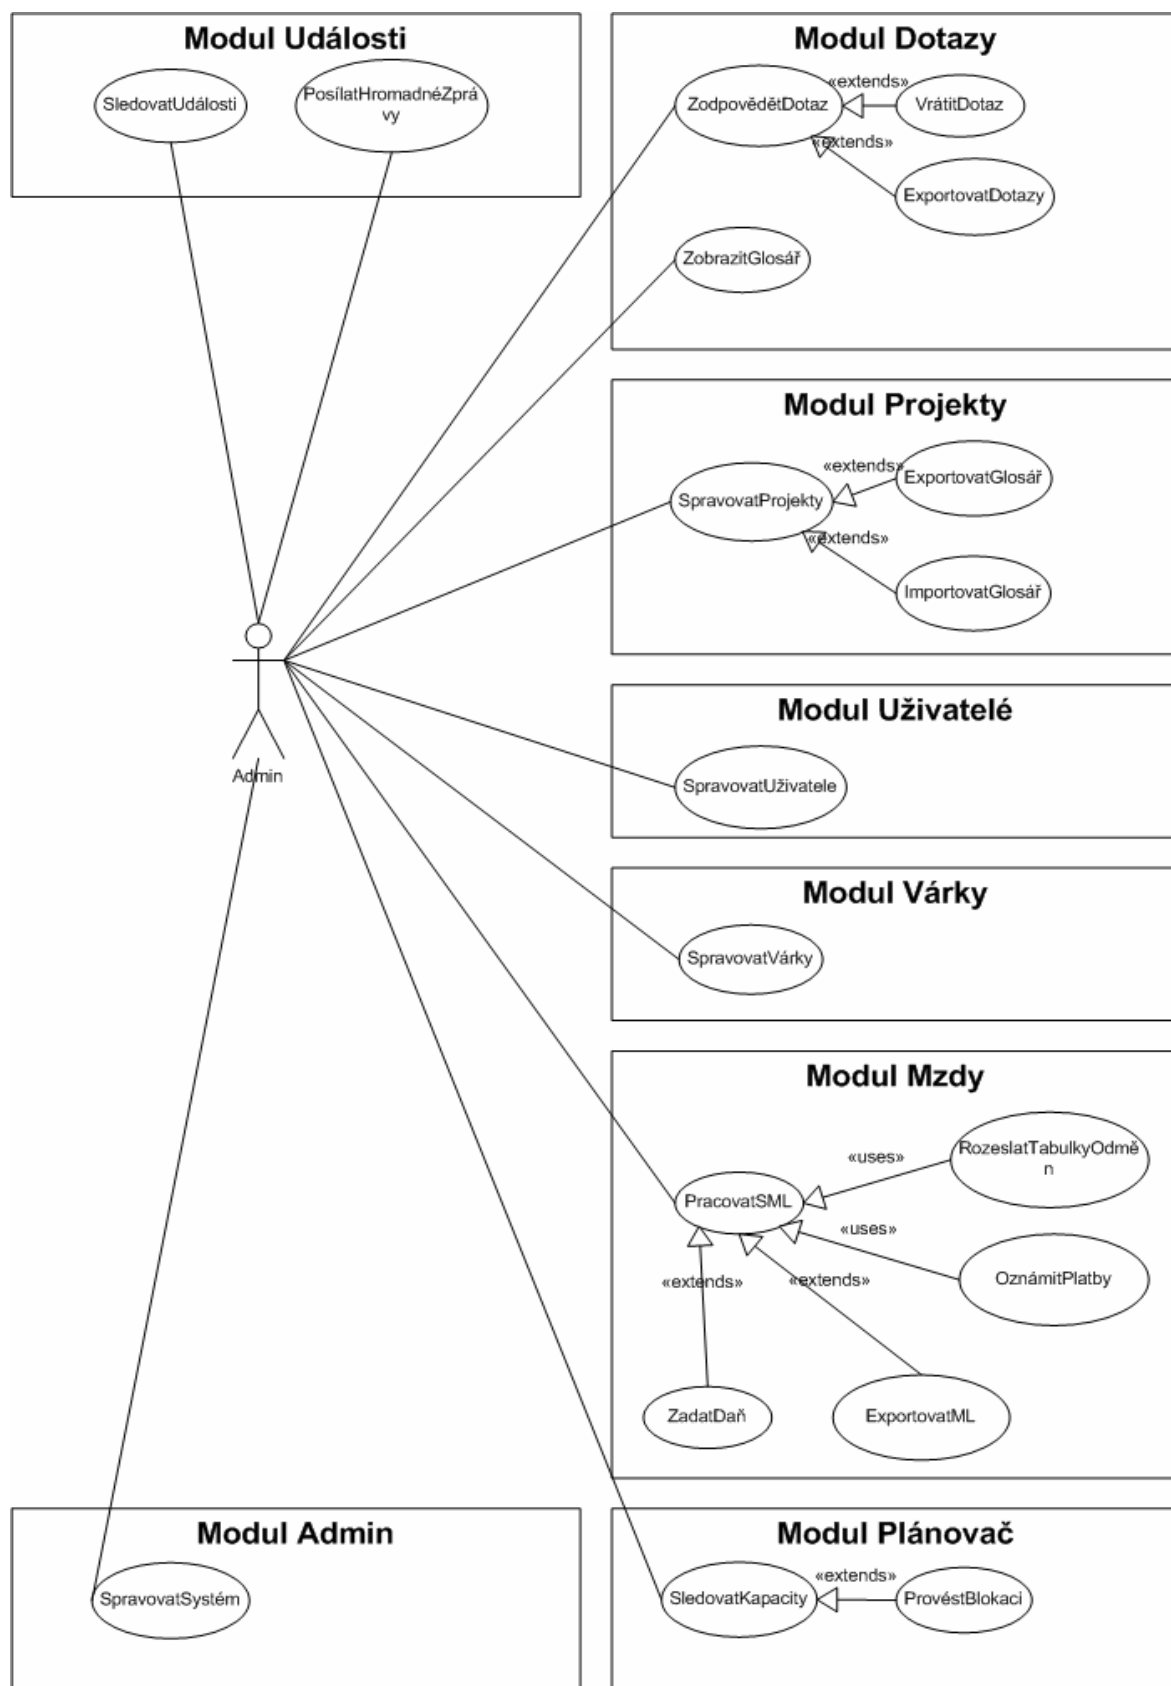 Modul Události
SledovatUdálosti
PosílatHromadnéZprá
vy
Modul Dotazy
ZodpovědětDotaz
«extends»
VrátitDotaz
«extends»
ExportovatDotazy
ZobrazitGlosář
Modul Projekty
SpravovatProjekty
«extends»
ExportovatGlosář
«extends»
ImportovatGlosář
Admin
Modul Uživatelé
SpravovatUživatele
Modul Várky
SpravovatVárky
Modul Mzdy
RozeslatTabulkyOdmě
n
«uses»
PracovatSML
«uses»
OznámitPlatby
«extends»
«extends»
ZadatDaň
ExportovatML
Modul Admin
SpravovatSystém
Modul Plánovač
SledovatKapacity
«extends»
ProvéstBlokaci